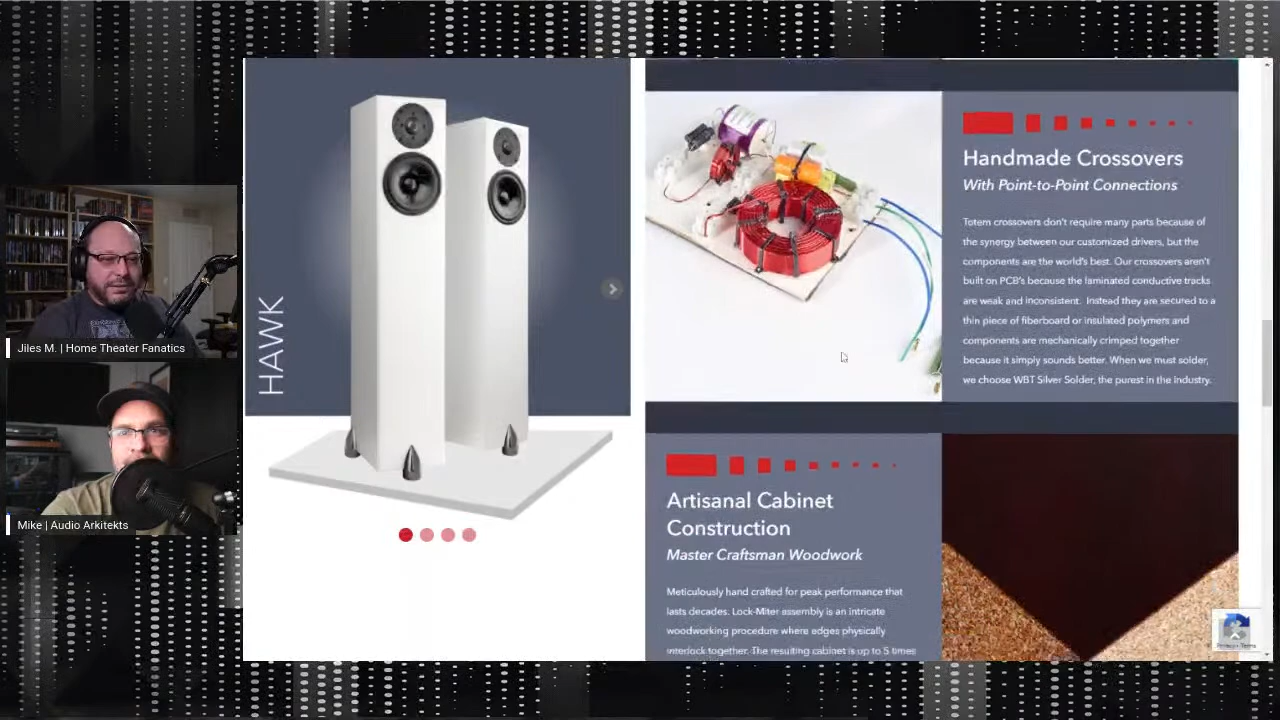 Jiles M. | Home Theater Fanatics
Mike | Audio Arkitekts
HAWK
Handmade Crossovers
With Point-to-Point Connections
Totem crossovers don't require many parts because of
the synergy between our customized drivers, but the
components are the world's best. Our crossovers aren't
built on PCB's because the laminated conductive tracks
are weak and inconsistent. Instead they are secured to a
thin piece of fiberboard or insulated polymers and
components are mechanically crimped together
because it simply sounds better. When we must solder,
we choose WBT Silver Solder, the purest in the industry.
Artisanal Cabinet
Construction
Master Craftsman Woodwork
Meticulously hand crafted for peak performance that
lasts decades. Lock-Miter assembly is an intricate
woodworking procedure where edges physically
interlock together. The resulting cabinet is up to 5 times